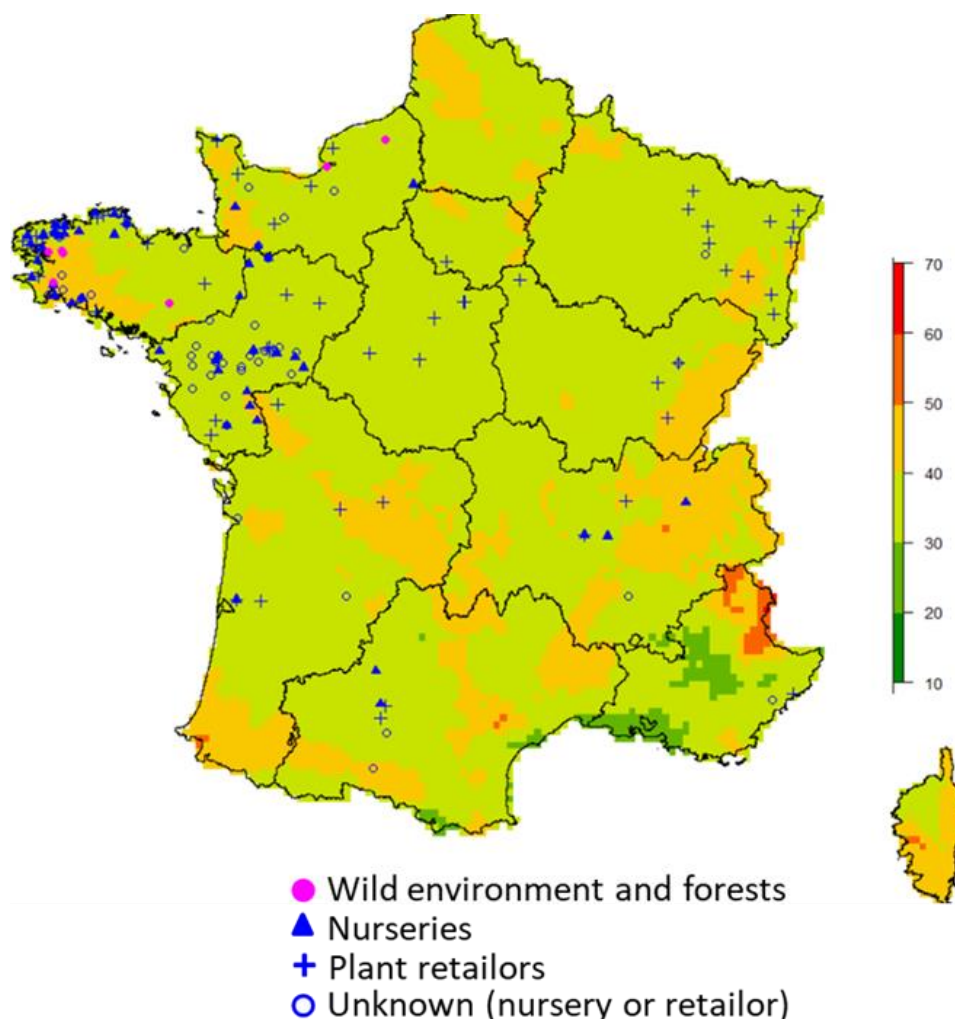 70
60
50
40
30
20
10
Wild environment and forests
Nurseries
Plant retailors
Unknown (nursery or retailor)